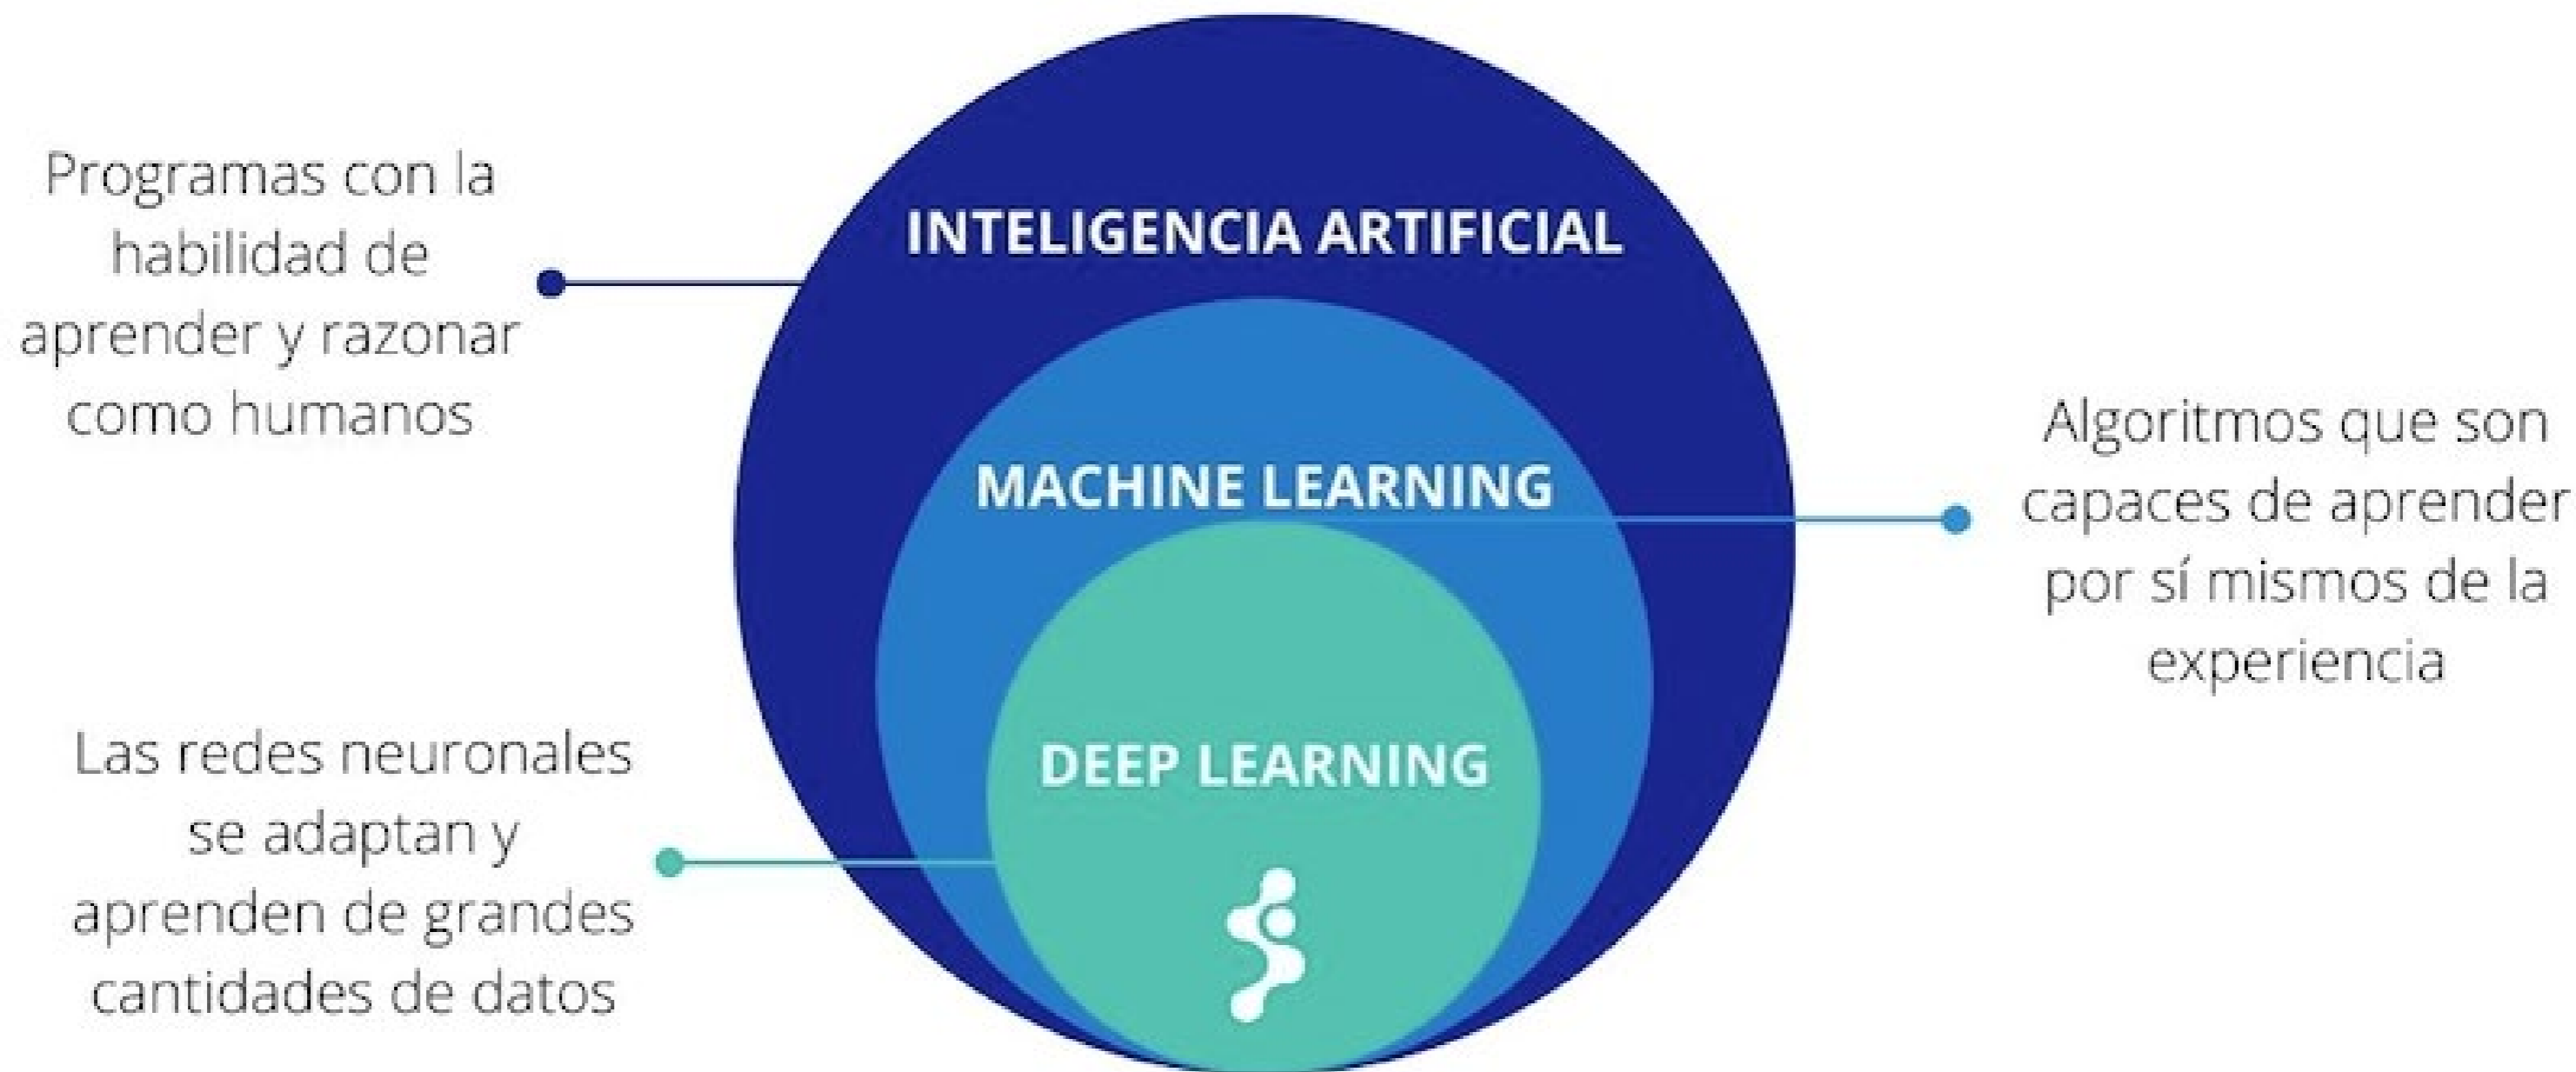 Programas con la
habilidad de
aprender y razonar
como humanos
INTELIGENCIA ARTIFICIAL
MACHINE LEARNING
Algoritmos que son
capaces de aprender
por sí mismos de la
experiencia
Las redes neuronales
se adaptan y
aprenden de grandes
cantidades de datos
DEEP LEARNING